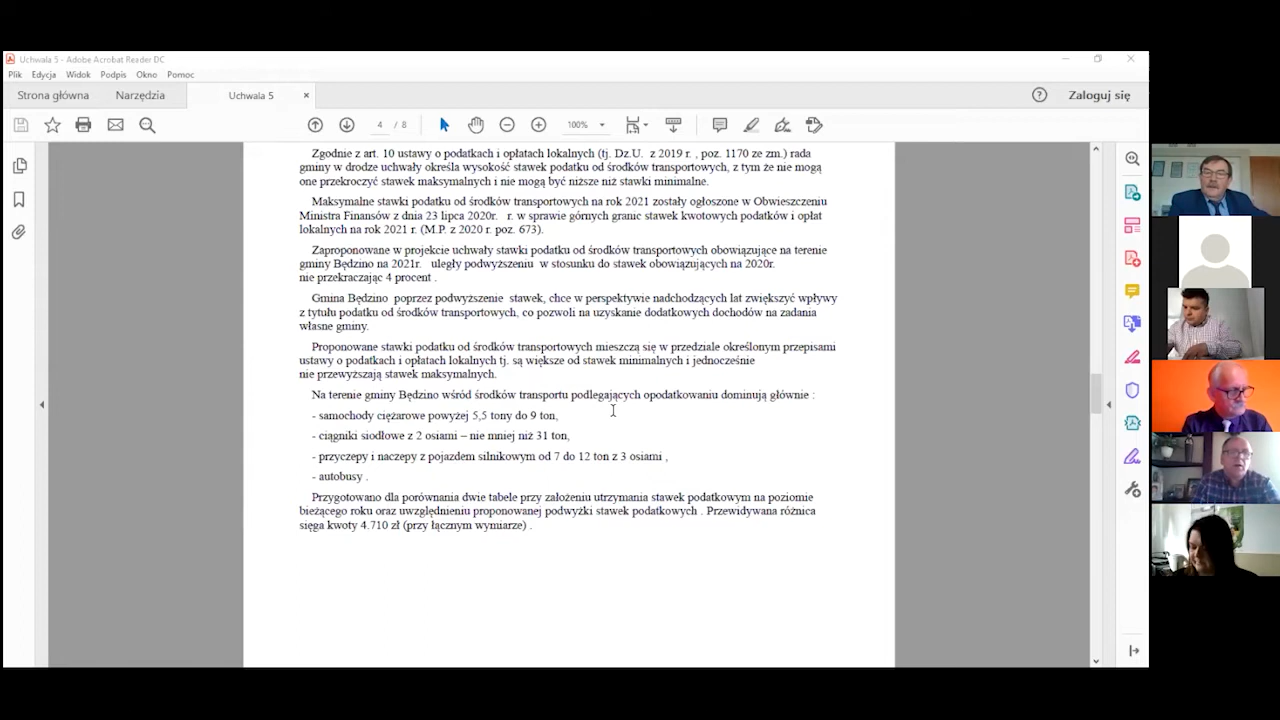 Uchwala 5 - Adobe Acrobat Reader DC
Plik Edycja Widok Podpis Okno Pomoc
Strona główna Narzędzia Uchwala 5 × Zaloguj się
4 / 8 100%
Zgodnie z art. 10 ustawy o podatkach i opłatach lokalnych (tj. Dz.U. z 2019 r. , poz. 1170 ze zm.) rada
gminy w drodze uchwały określa wysokość stawek podatku od środków transportowych, z tym że nie mogą
one przekroczyć stawek maksymalnych i nie mogą być niższe niż stawki minimalne.
Maksymalne stawki podatku od środków transportowych na rok 2021 zostały ogłoszone w Obwieszczeniu
Ministra Finansów z dnia 23 lipca 2020r. r. w sprawie górnych granic stawek kwotowych podatków i opłat
lokalnych na rok 2021 r. (M.P. z 2020 r. poz. 673).
Zaproponowane w projekcie uchwały stawki podatku od środków transportowych obowiązujące na terenie
gminy Będzino na 2021r. uległy podwyższeniu w stosunku do stawek obowiązujących na 2020r.
nie przekraczając 4 procent .
Gmina Będzino poprzez podwyższenie stawek, chce w perspektywie nadchodzących lat zwiększyć wpływy
z tytułu podatku od środków transportowych, co pozwoli na uzyskanie dodatkowych dochodów na zadania
własne gminy.
Proponowane stawki podatku od środków transportowych mieszczą się w przedziale określonym przepisami
ustawy o podatkach i opłatach lokalnych tj. są większe od stawek minimalnych i jednocześnie
nie przewyższają stawek maksymalnych.
Na terenie gminy Będzino wśród środków transportu podlegających opodatkowaniu dominują głównie :
- samochody ciężarowe powyżej 5,5 tony do 9 ton,
- ciągniki siodłowe z 2 osiami – nie mniej niż 31 ton,
- przyczepy i naczepy z pojazdem silnikowym od 7 do 12 ton z 3 osiami ,
- autobusy .
Przygotowano dla porównania dwie tabele przy założeniu utrzymania stawek podatkowym na poziomie
bieżącego roku oraz uwzględnieniu proponowanej podwyżki stawek podatkowych . Przewidywana różnica
sięga kwoty 4.710 zł (przy łącznym wymiarze) .